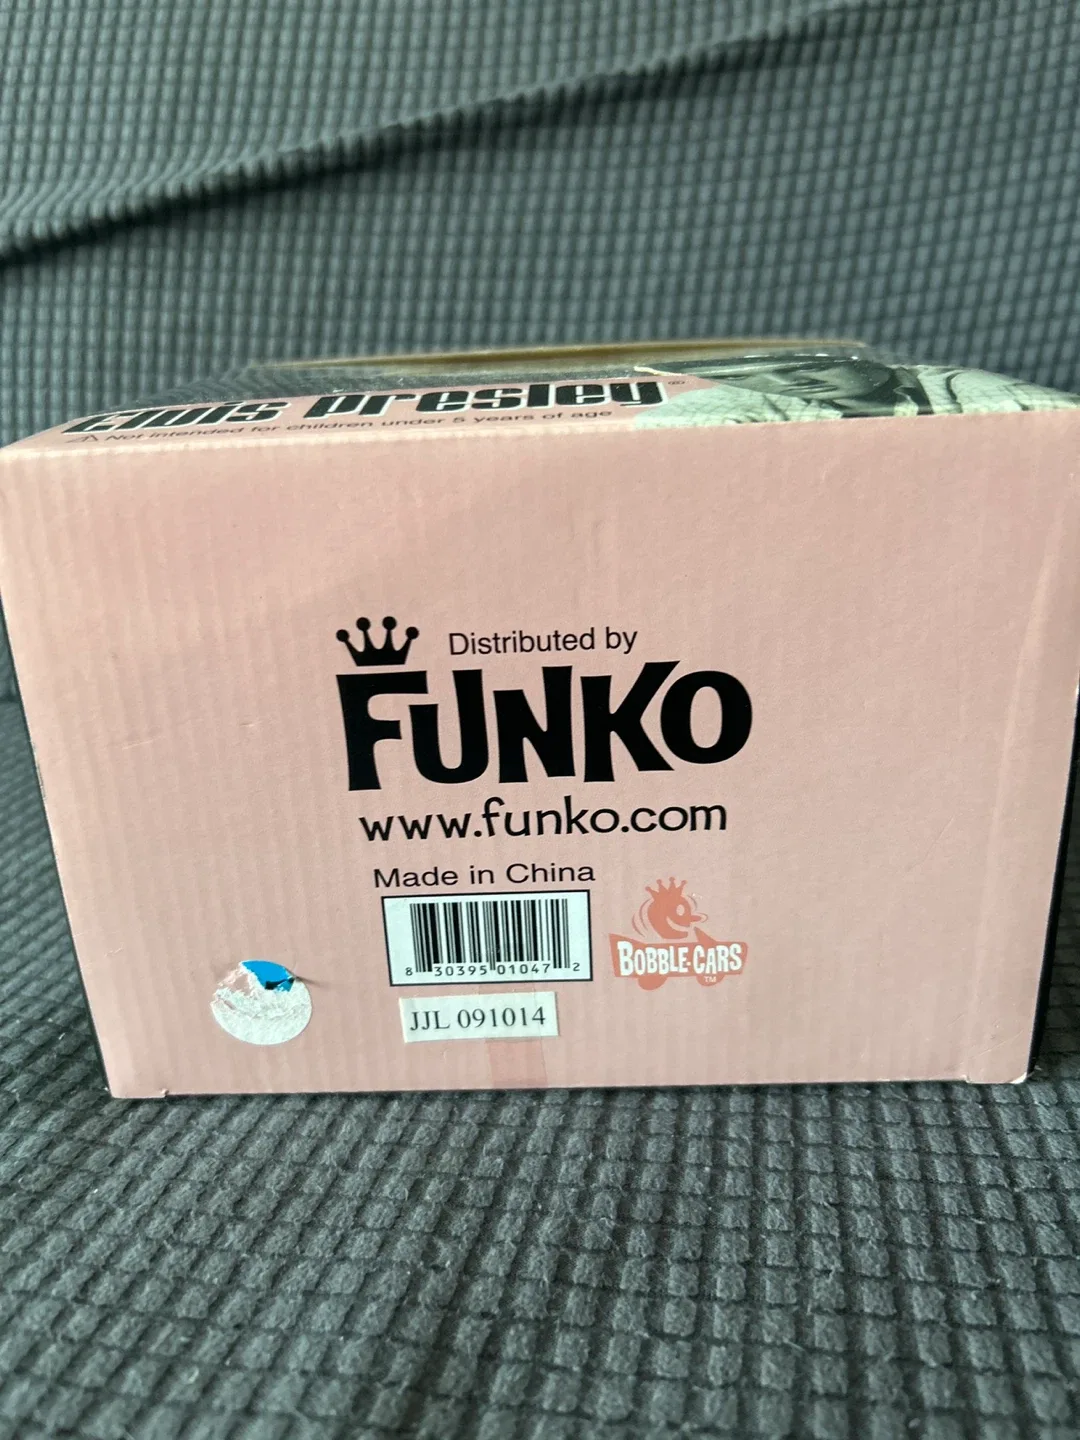 Elvis Presley®
⚠ Not intended for children under 5 years of age
Distributed by
FUNKO
www.funko.com
Made in China
8 30395 01047 2
BOBBLE-CARS™
JJL 091014